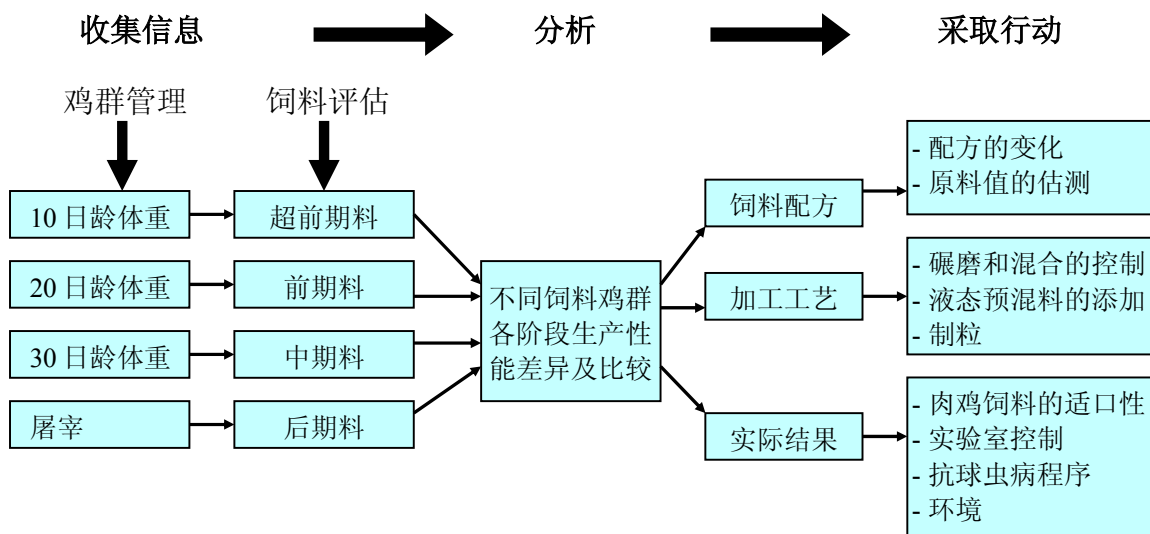 收集信息
分析
采取行动
鸡群管理
饲料评估
10 日龄体重
超前期料
20 日龄体重
前期料
30 日龄体重
中期料
屠宰
后期料
不同饲料鸡群
各阶段生产性
能差异及比较
饲料配方
加工工艺
实际结果
- 配方的变化
- 原料值的估测
- 碾磨和混合的控制
- 液态预混料的添加
- 制粒
- 肉鸡饲料的适口性
- 实验室控制
- 抗球虫病程序
- 环境